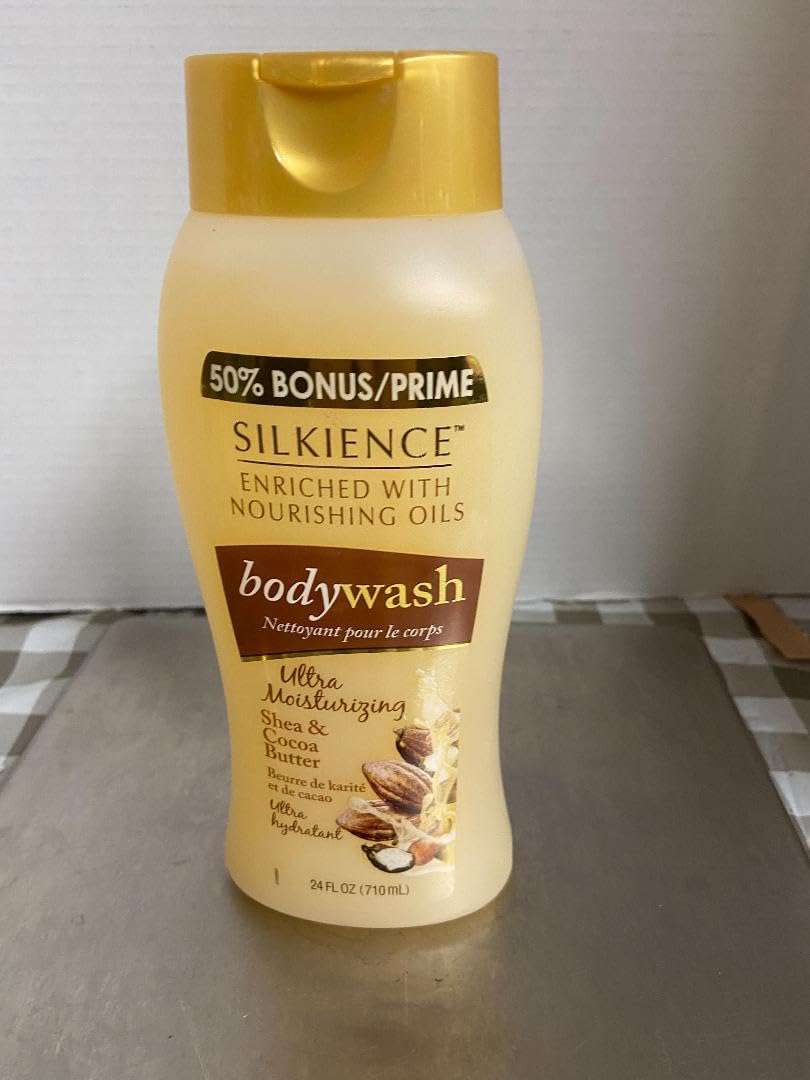 50% BONUS/PRIME
SILKIENCE™
ENRICHED WITH
NOURISHING OILS
bodywash
Nettoyant pour le corps
Ultra
Moisturizing
Shea &
Cocoa
Butter
Beurre de karité
et de cacao
Ultra
hydratant
24 FL OZ (710 mL)